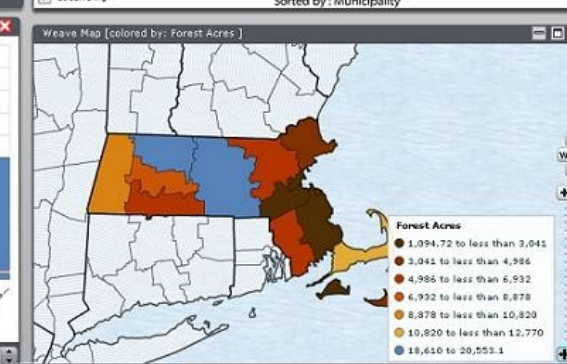 Sorted by : Municipality
Weave Map [colored by: Forest Acres ]
Forest Acres
1,094.72 to less than 3,041
3,041 to less than 4,986
4,986 to less than 6,932
6,932 to less than 8,878
8,878 to less than 10,820
10,820 to less than 12,770
18,610 to 20,553.1